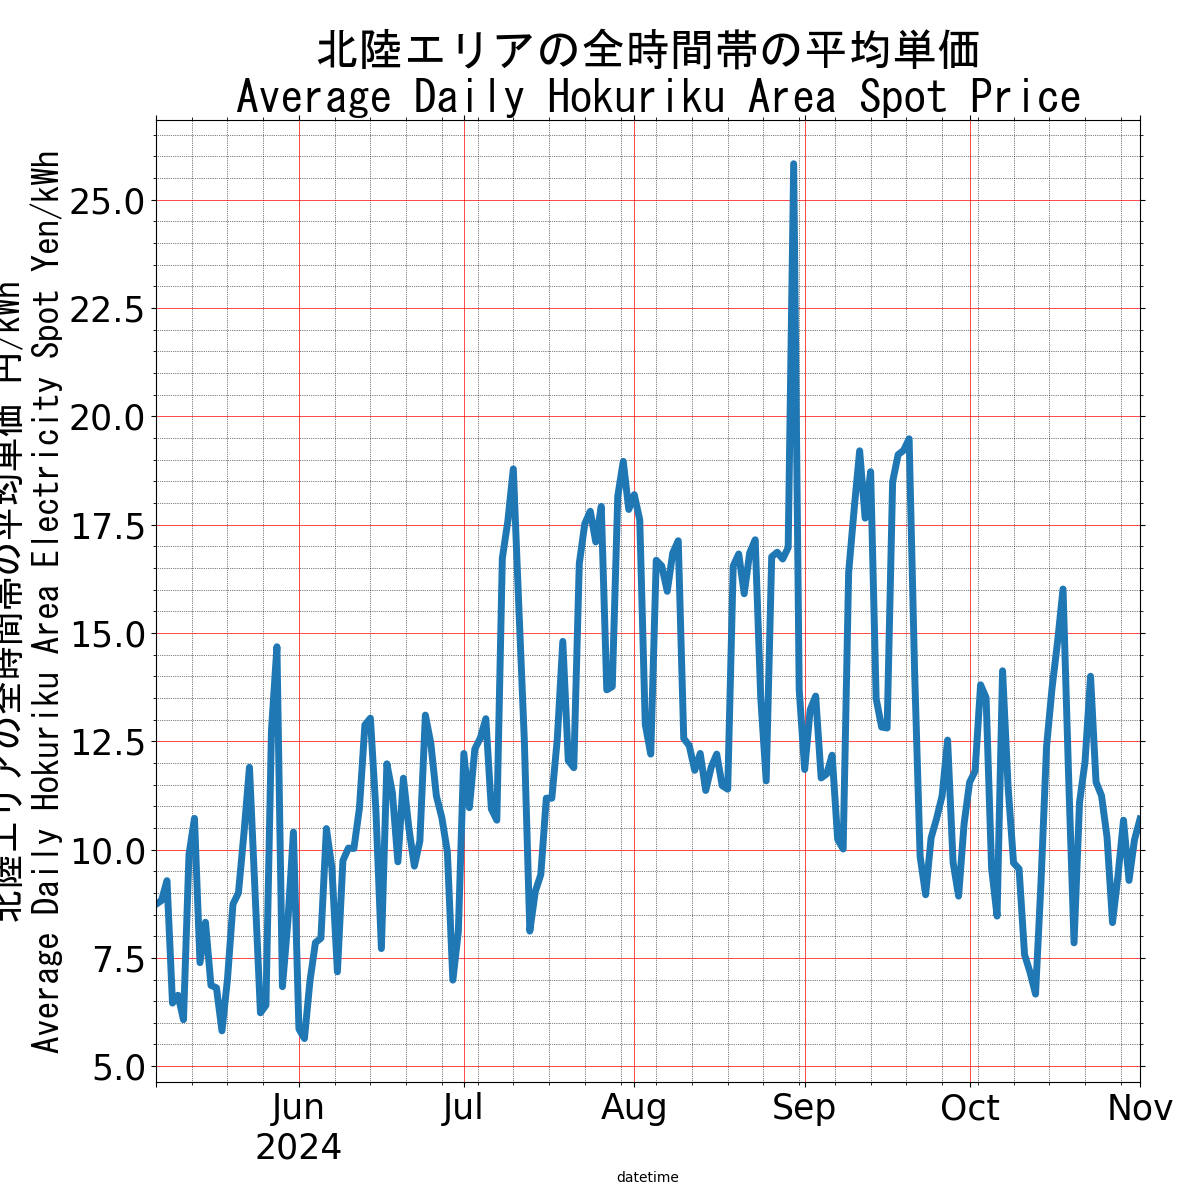 北陸エリアの全時間帯の平均単価
Average Daily Hokuriku Area Spot Price
北陸エリアの全時間帯の平均単価 円/kWh
Average Daily Hokuriku Area Electricity Spot Yen/kWh
25.0
22.5
20.0
17.5
15.0
12.5
10.0
7.5
5.0
Jun
2024
Jul
Aug
Sep
Oct
Nov
datetime